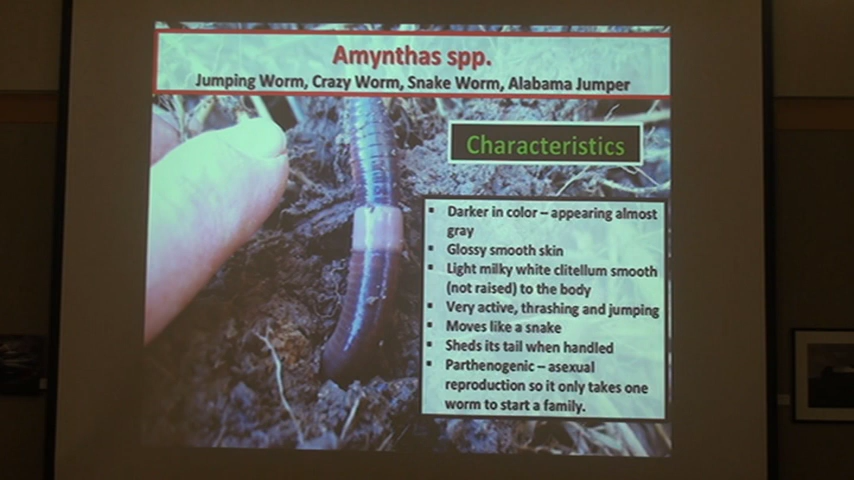 Amynthas spp.
Jumping Worm, Crazy Worm, Snake Worm, Alabama Jumper
Characteristics
▪ Darker in color – appearing almost
gray
▪ Glossy smooth skin
▪ Light milky white clitellum smooth
(not raised) to the body
▪ Very active, thrashing and jumping
▪ Moves like a snake
▪ Sheds its tail when handled
▪ Parthenogenic – asexual
reproduction so it only takes one
worm to start a family.